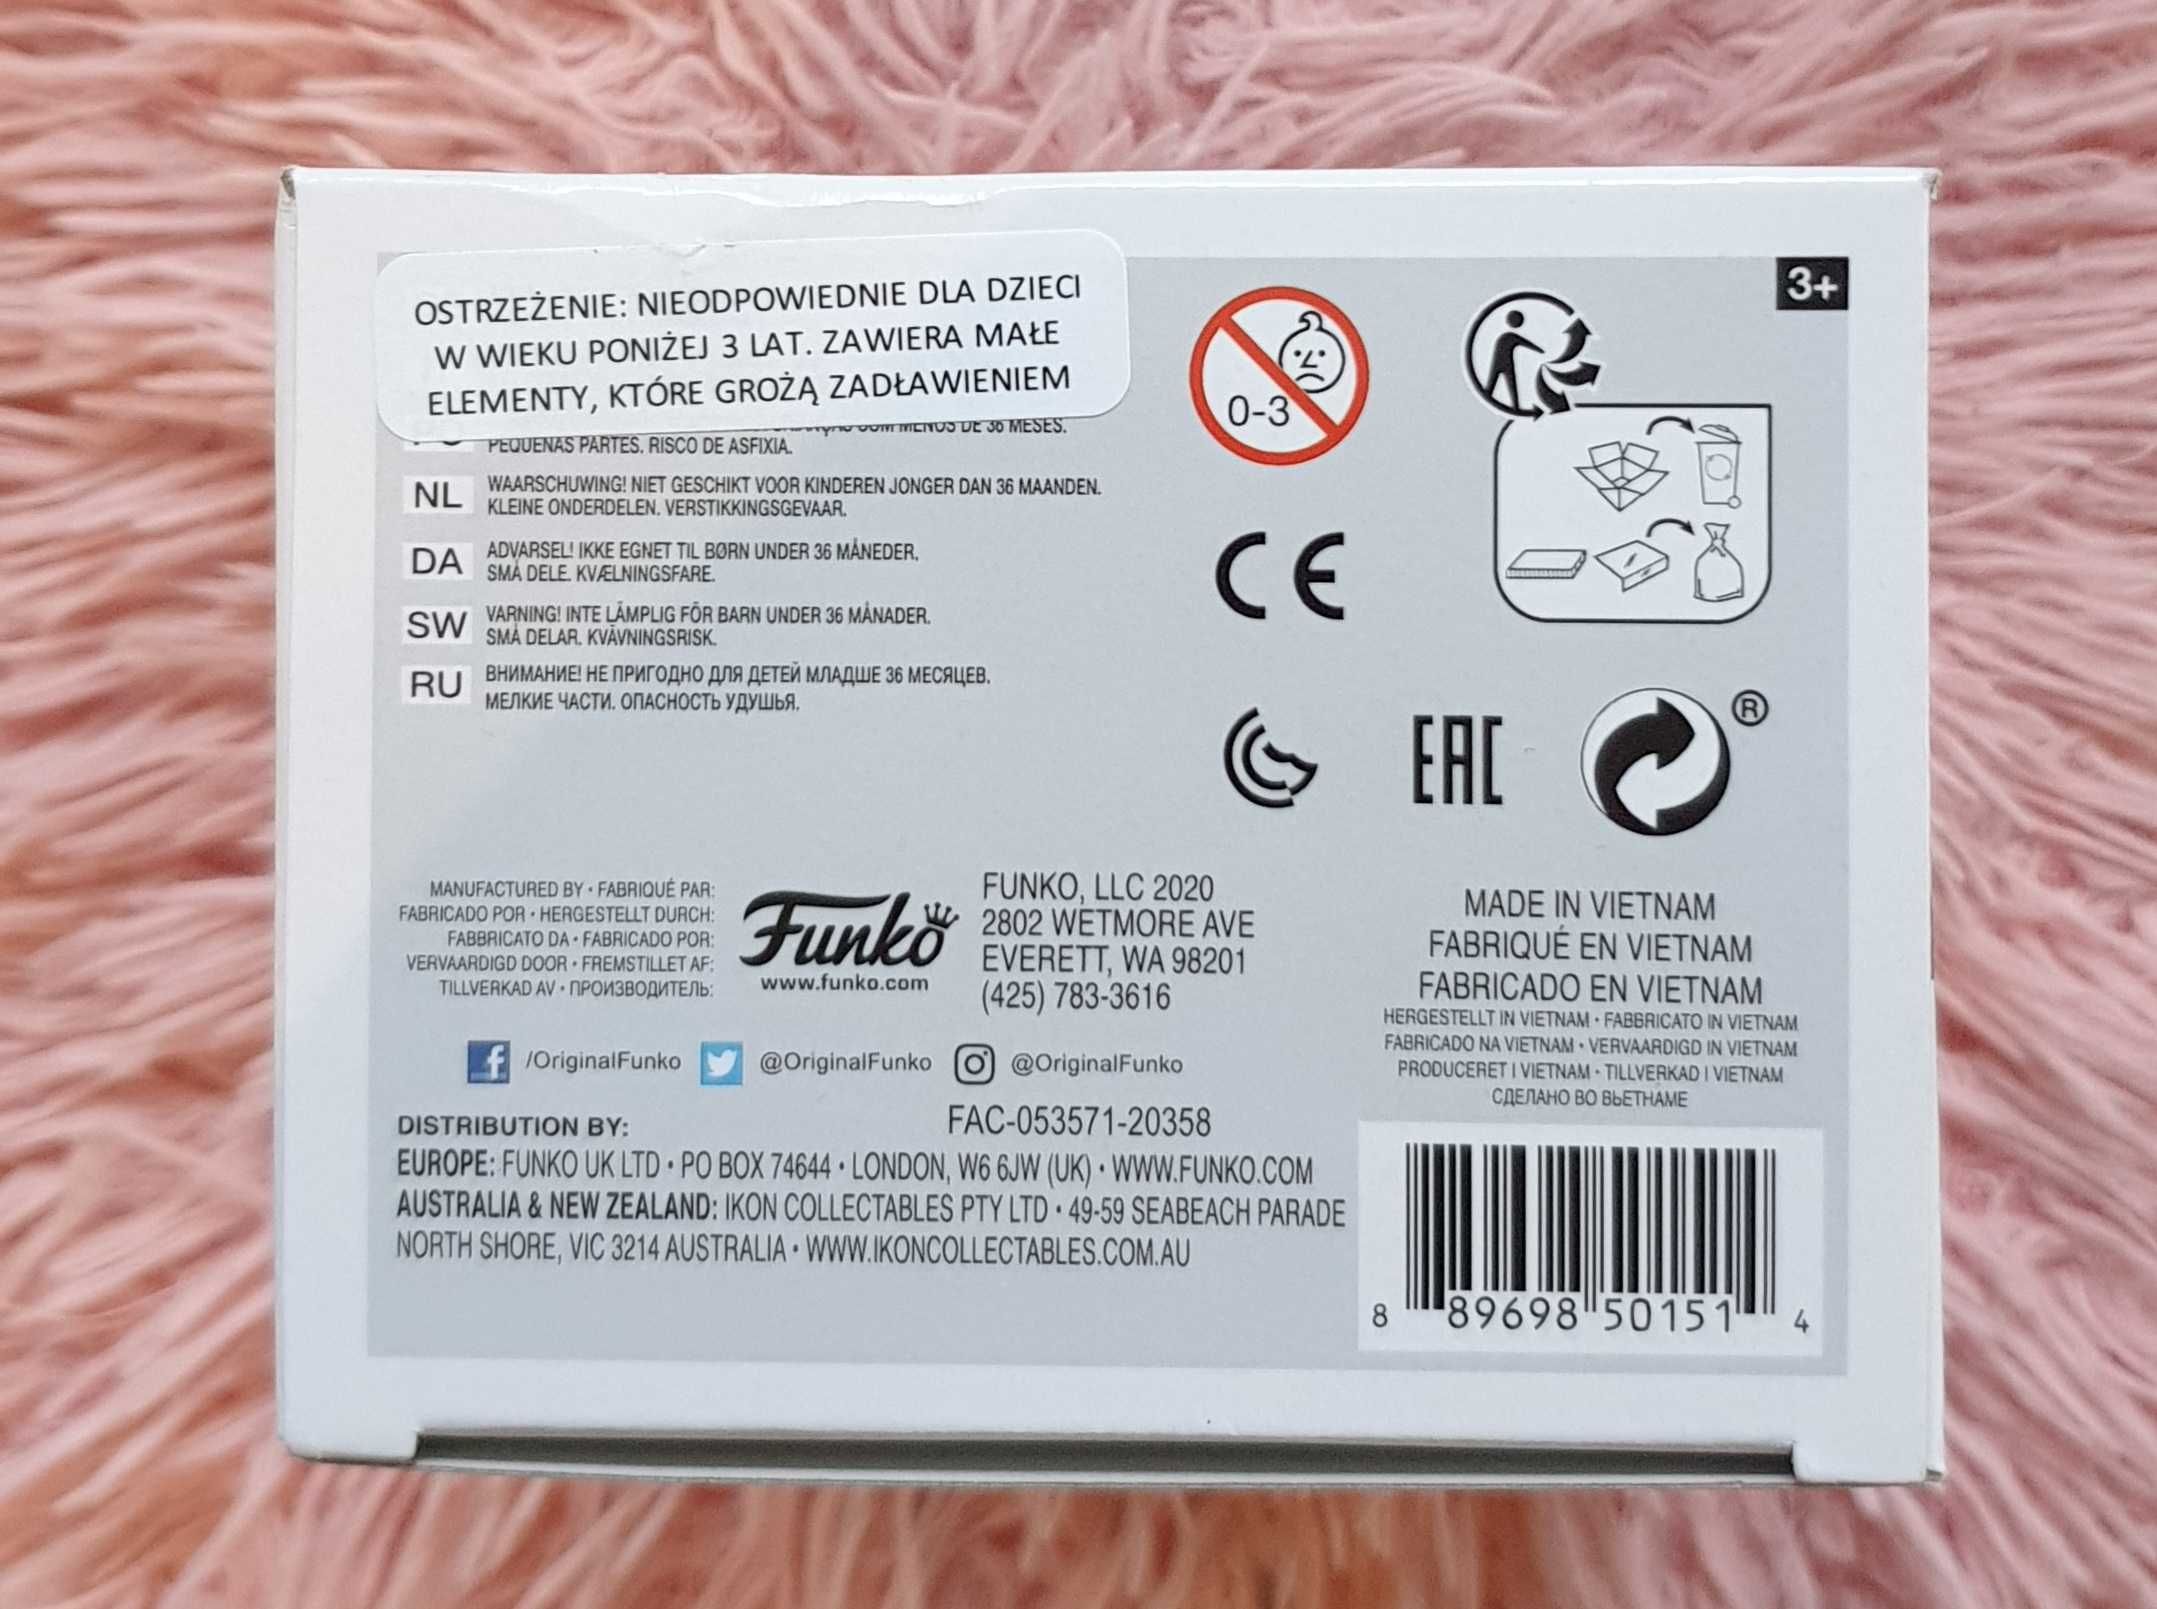 OSTRZEŻENIE: NIEODPOWIEDNIE DLA DZIECI
W WIEKU PONIŻEJ 3 LAT. ZAWIERA MAŁE
ELEMENTY, KTÓRE GROŻĄ ZADŁAWIENIEM
COM MENOS DE 36 MESES.
PEQUENAS PARTES. RISCO DE ASFIXIA.
NL WAARSCHUWING! NIET GESCHIKT VOOR KINDEREN JONGER DAN 36 MAANDEN.
KLEINE ONDERDELEN. VERSTIKKINGSGEVAAR.
DA ADVARSEL! IKKE EGNET TIL BØRN UNDER 36 MÅNEDER.
SMÅ DELE. KVÆLNINGSFARE.
SW VARNING! INTE LÄMPLIG FÖR BARN UNDER 36 MÅNADER.
SMÅ DELAR. KVÄVNINGSRISK.
RU ВНИМАНИЕ! НЕ ПРИГОДНО ДЛЯ ДЕТЕЙ МЛАДШЕ 36 МЕСЯЦЕВ.
МЕЛКИЕ ЧАСТИ. ОПАСНОСТЬ УДУШЬЯ.
0-3
3+
CE
EAC
®
MANUFACTURED BY • FABRIQUÉ PAR:
FABRICADO POR • HERGESTELLT DURCH:
FABBRICATO DA • FABRICADO POR:
VERVAARDIGD DOOR • FREMSTILLET AF:
TILLVERKAD AV • ПРОИЗВОДИТЕЛЬ:
Funko
www.funko.com
FUNKO, LLC 2020
2802 WETMORE AVE
EVERETT, WA 98201
(425) 783-3616
MADE IN VIETNAM
FABRIQUÉ EN VIETNAM
FABRICADO EN VIETNAM
HERGESTELLT IN VIETNAM • FABBRICATO IN VIETNAM
FABRICADO NA VIETNAM • VERVAARDIGD IN VIETNAM
PRODUCERET I VIETNAM • TILLVERKAD I VIETNAM
СДЕЛАНО ВО ВЬЕТНАМЕ
f /OriginalFunko @OriginalFunko @OriginalFunko
FAC-053571-20358
DISTRIBUTION BY:
EUROPE: FUNKO UK LTD • PO BOX 74644 • LONDON, W6 6JW (UK) • WWW.FUNKO.COM
AUSTRALIA & NEW ZEALAND: IKON COLLECTABLES PTY LTD • 49-59 SEABEACH PARADE
NORTH SHORE, VIC 3214 AUSTRALIA • WWW.IKONCOLLECTABLES.COM.AU
8 89698 50151 4